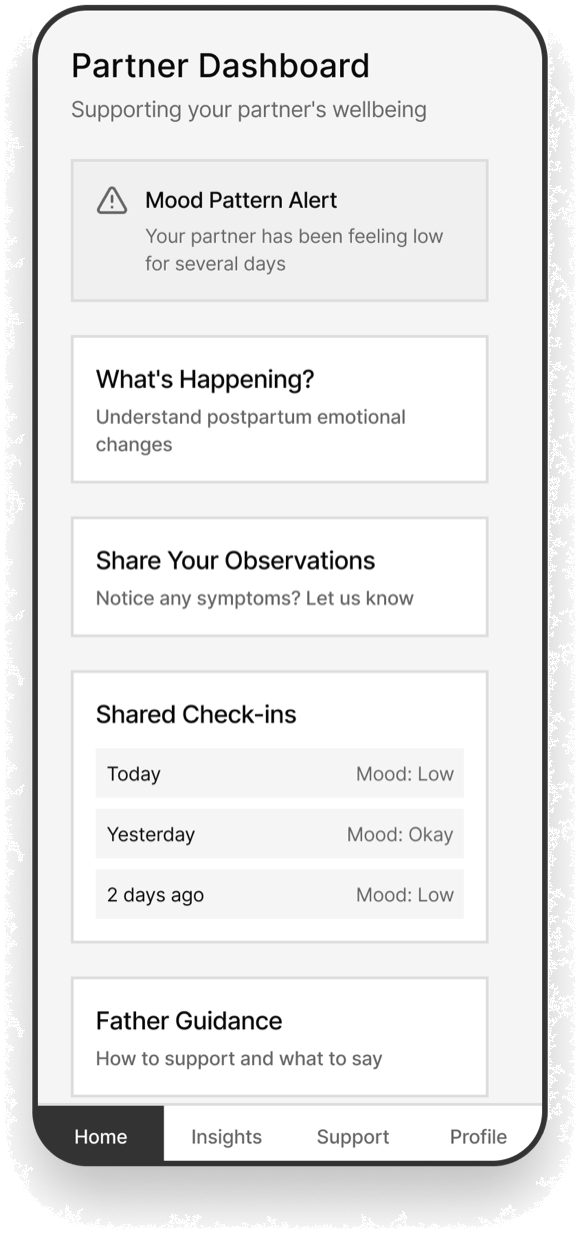 Partner Dashboard
Supporting your partner's wellbeing
Mood Pattern Alert
Your partner has been feeling low
for several days
What's Happening?
Understand postpartum emotional
changes
Share Your Observations
Notice any symptoms? Let us know
Shared Check-ins
Today Mood: Low
Yesterday Mood: Okay
2 days ago Mood: Low
Father Guidance
How to support and what to say
Home Insights Support Profile